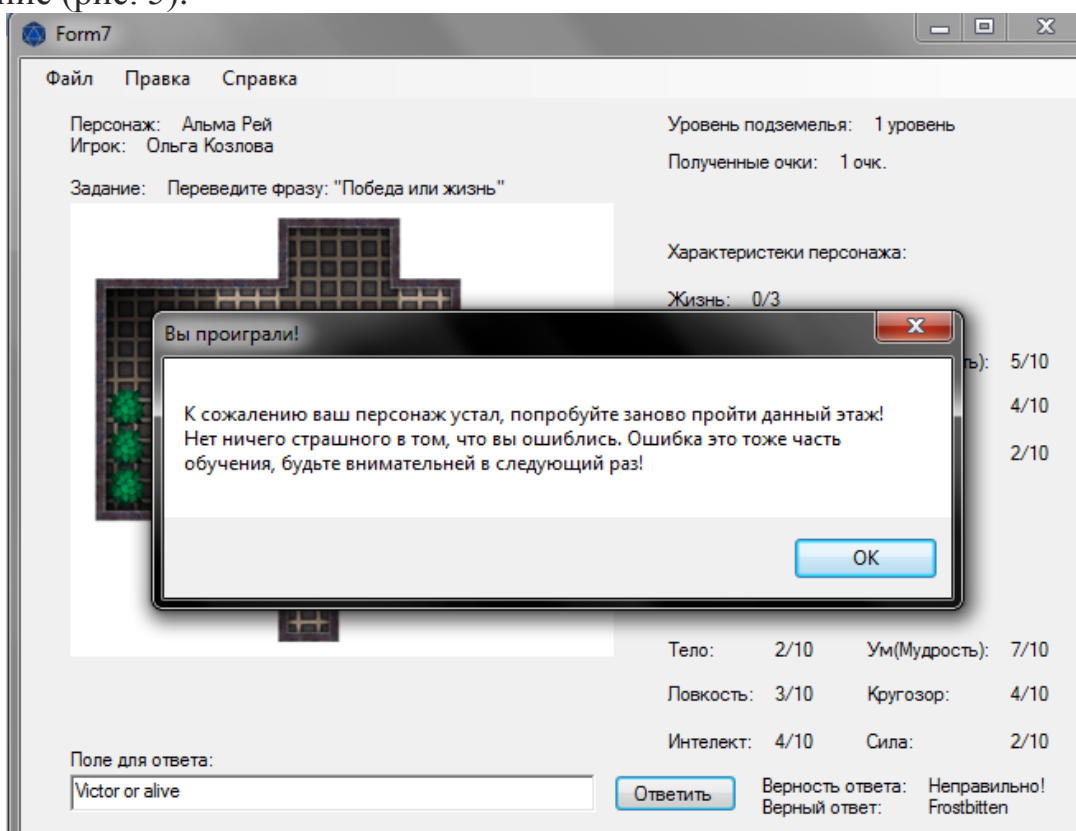 ние (рис. 5).
Form7
Файл Правка Справка
Персонаж: Альма Рей
Игрок: Ольга Козлова
Задание: Переведите фразу: "Победа или жизнь"
Уровень подземелья: 1 уровень
Полученные очки: 1 очк.
Характеристеки персонажа:
Жизнь: 0/3
ть): 5/10
4/10
2/10
Вы проиграли!
К сожалению ваш персонаж устал, попробуйте заново пройти данный этаж!
Нет ничего страшного в том, что вы ошиблись. Ошибка это тоже часть
обучения, будьте внимательней в следующий раз!
OK
Тело: 2/10 Ум(Мудрость): 7/10
Ловкость: 3/10 Кругозор: 4/10
Интелект: 4/10 Сила: 2/10
Поле для ответа:
Victor or alive
Ответить
Верность ответа: Неправильно!
Верный ответ: Frostbitten